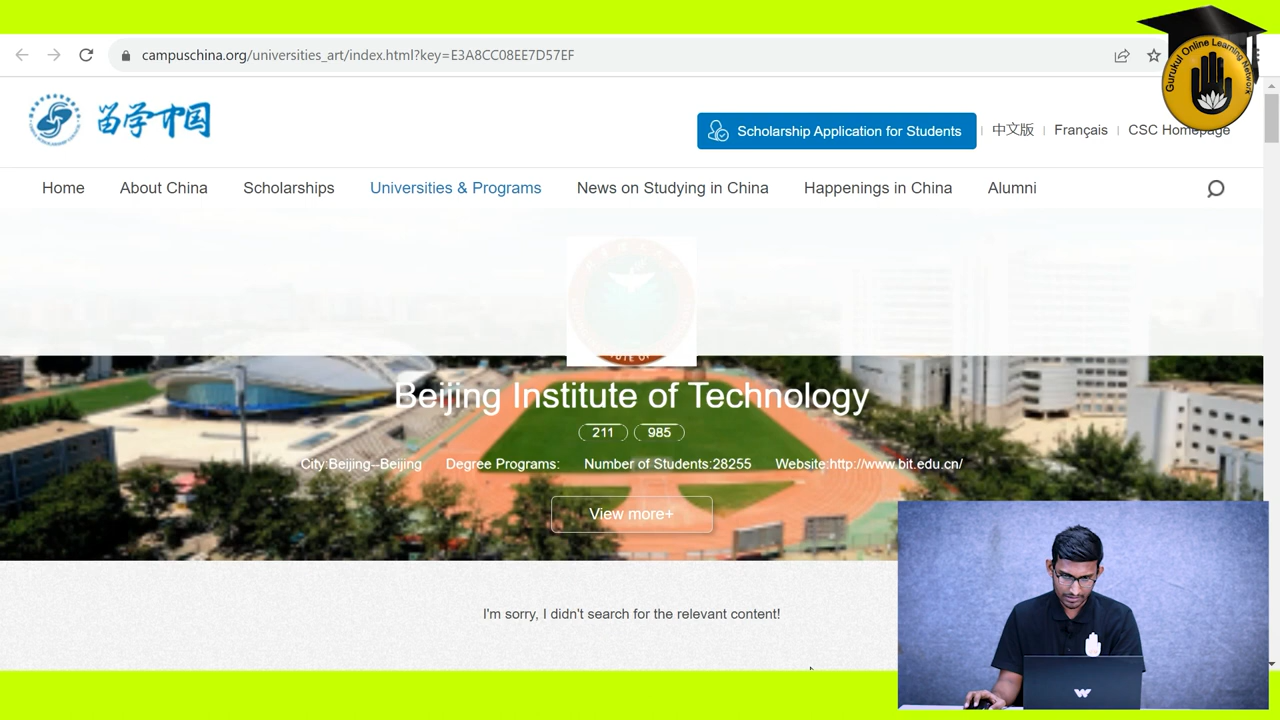 campuschina.org/universities_art/index.html?key=E3A8CC08EE7D57EF
Gurukul Online Learning Network
留学中国
Scholarship Application for Students
中文版
Français
CSC Homepage
Home
About China
Scholarships
Universities & Programs
News on Studying in China
Happenings in China
Alumni
Beijing Institute of Technology
211
985
City:Beijing--Beijing
Degree Programs:
Number of Students:28255
Website:http://www.bit.edu.cn/
View more+
I'm sorry, I didn't search for the relevant content!